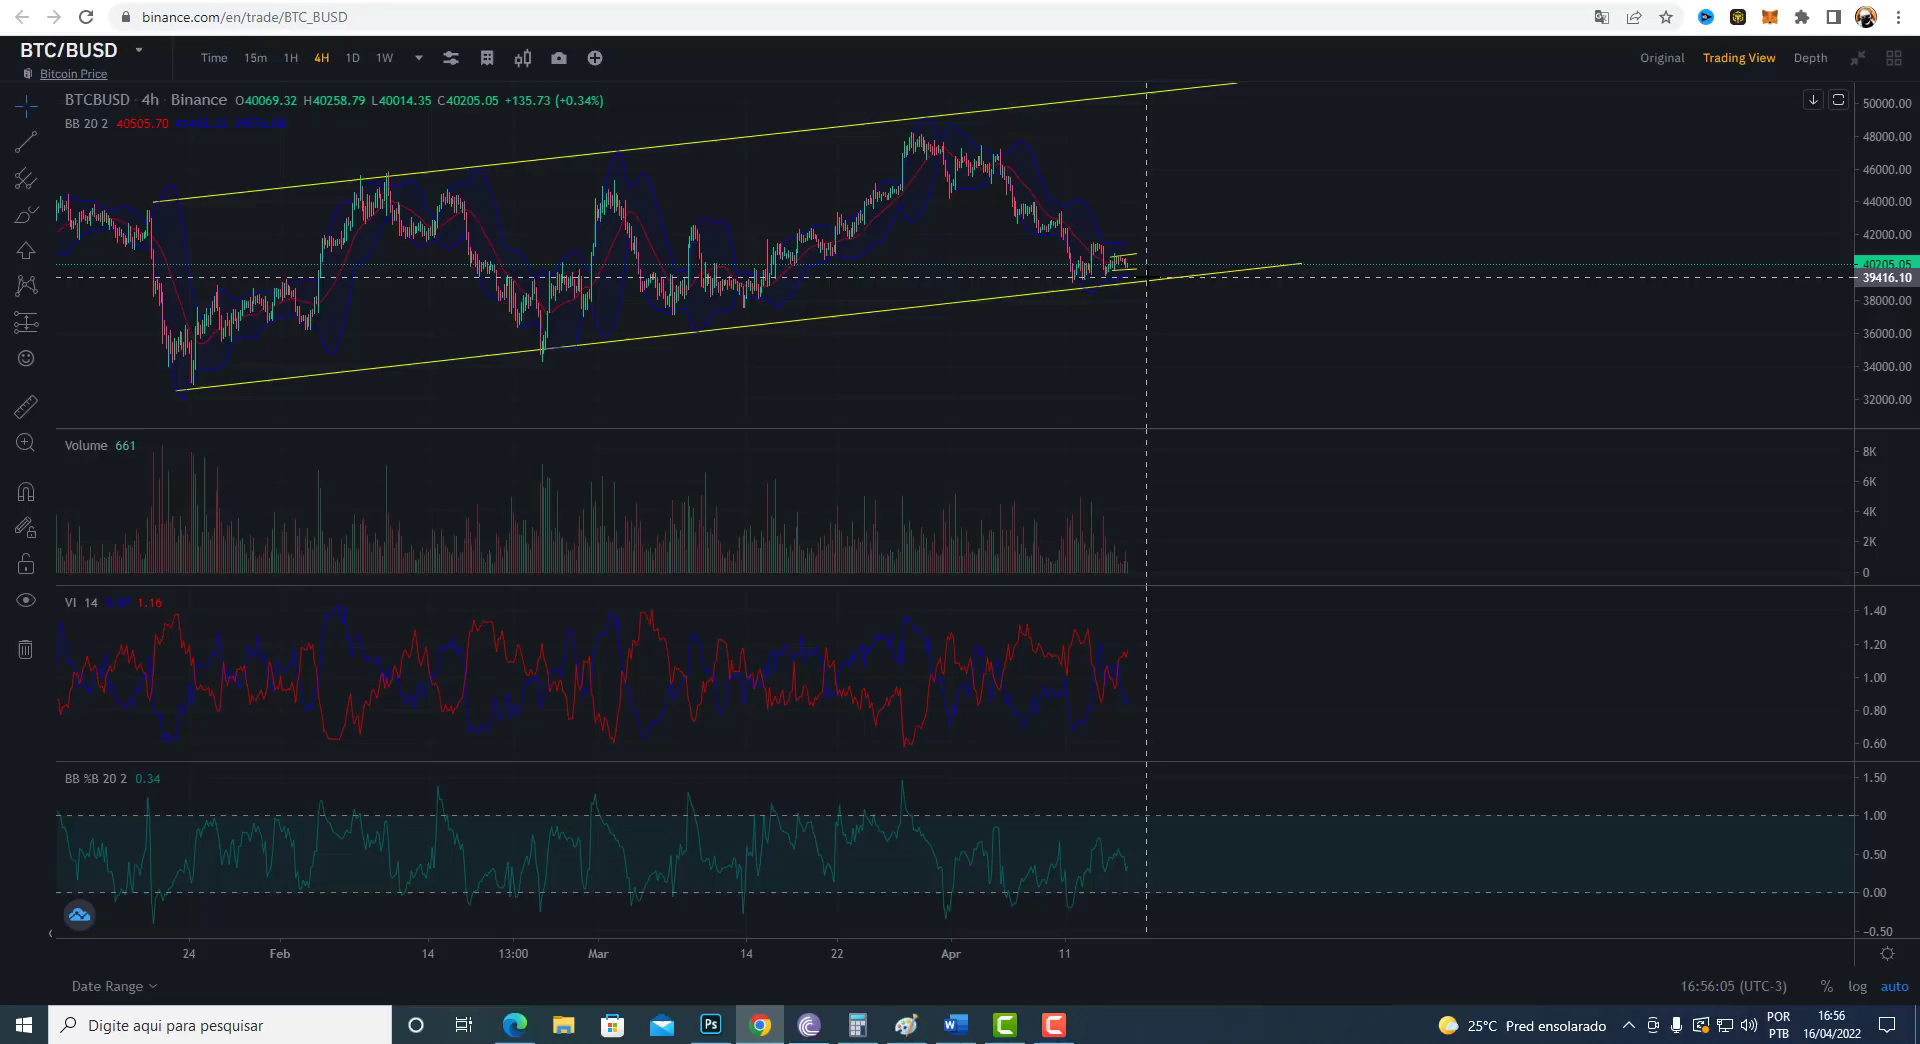 binance.com/en/trade/BTC_BUSD
BTC/BUSD
Bitcoin Price
Time 15m 1H 4H 1D 1W
Original Trading View Depth
BTCBUSD · 4h · Binance O40069.32 H40258.79 L40014.35 C40205.05 +135.73 (+0.34%)
BB 20 2 40505.70
50000.00
48000.00
46000.00
44000.00
42000.00
40205.05
39416.10
38000.00
36000.00
34000.00
32000.00
Volume 661
8K
6K
4K
2K
0
VI 14 1.16
1.40
1.20
1.00
0.80
0.60
BB %B 20 2 0.34
1.50
1.00
0.50
0.00
−0.50
24 Feb 14 13:00 Mar 14 22 Apr 11
Date Range
16:56:05 (UTC-3) % log auto
Digite aqui para pesquisar
25°C Pred ensolarado
POR
PTB
16:56
16/04/2022